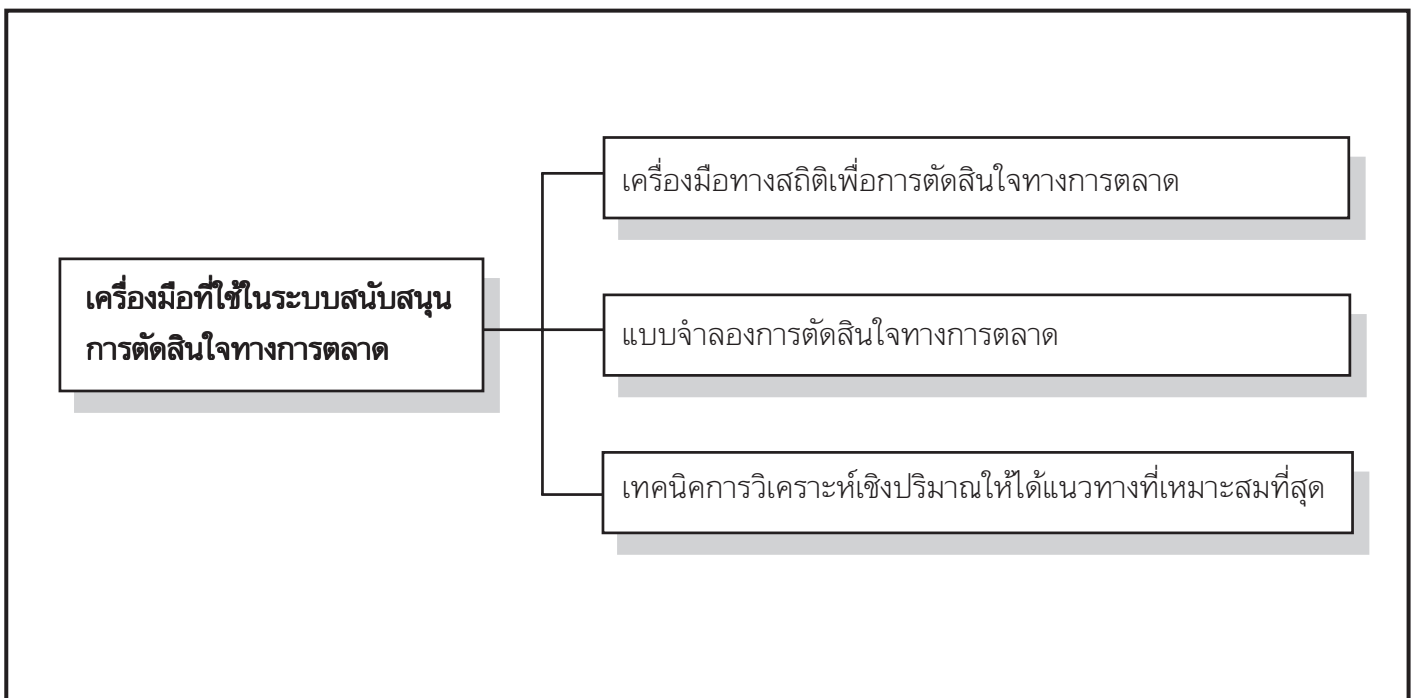 เครื่องมือทางสถิติเพื่อการตัดสินใจทางการตลาด
เครื่องมือที่ใช้ในระบบสนับสนุน
การตัดสินใจทางการตลาด
แบบจำลองการตัดสินใจทางการตลาด
เทคนิคการวิเคราะห์เชิงปริมาณให้ได้แนวทางที่เหมาะสมที่สุด